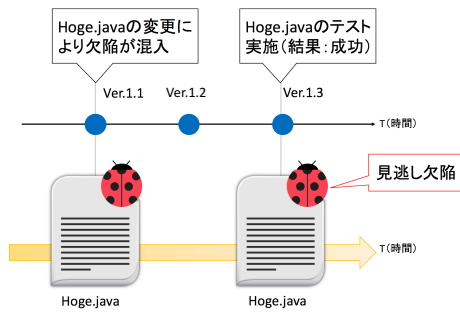 Hoge.javaの変更に
より欠陥が混入
Hoge.javaのテスト
実施(結果:成功)
Ver.1.1
Ver.1.2
Ver.1.3
T(時間)
見逃し欠陥
T(時間)
Hoge.java
Hoge.java